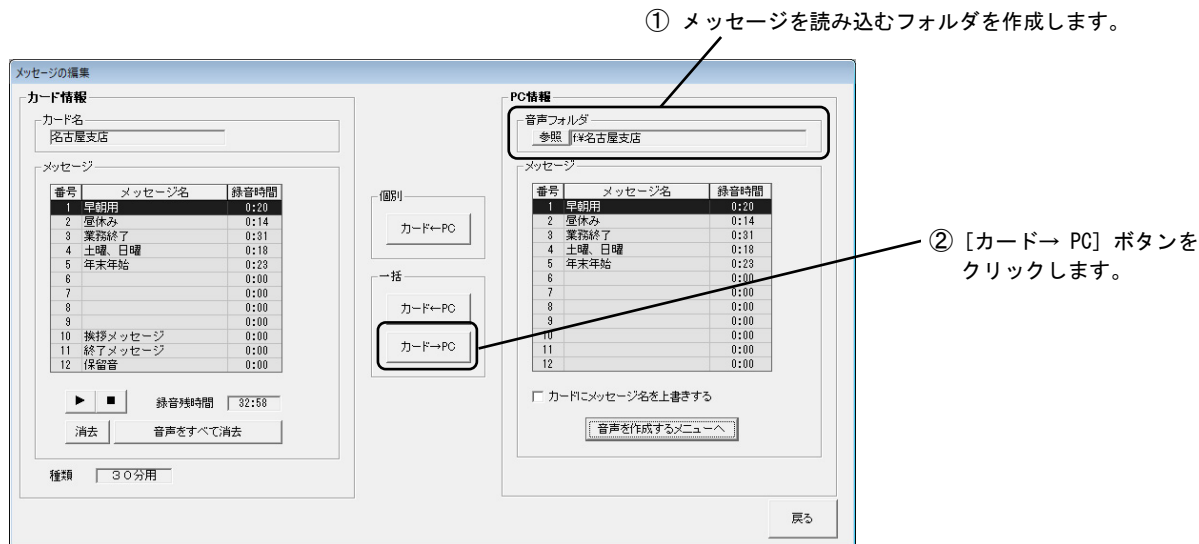 ① メッセージを読み込むフォルダを作成します。
メッセージの編集
カード情報
カード名
名古屋支店
メッセージ
番号 メッセージ名 録音時間
1 早朝用 0:20
2 昼休み 0:14
3 業務終了 0:31
4 土曜、日曜 0:18
5 年末年始 0:23
6 0:00
7 0:00
8 0:00
9 0:00
10 挨拶メッセージ 0:00
11 終了メッセージ 0:00
12 保留音 0:00
▶ ■ 録音残時間 32:58
消去 音声をすべて消去
種類 30分用
個別
カード←PC
一括
カード←PC
カード→PC
PC情報
音声フォルダ
参照 f:¥名古屋支店
メッセージ
番号 メッセージ名 録音時間
1 早朝用 0:20
2 昼休み 0:14
3 業務終了 0:31
4 土曜、日曜 0:18
5 年末年始 0:23
6 0:00
7 0:00
8 0:00
9 0:00
10 0:00
11 0:00
12 0:00
カードにメッセージ名を上書きする
音声を作成するメニューへ
戻る
② [カード→ PC] ボタンを
クリックします。